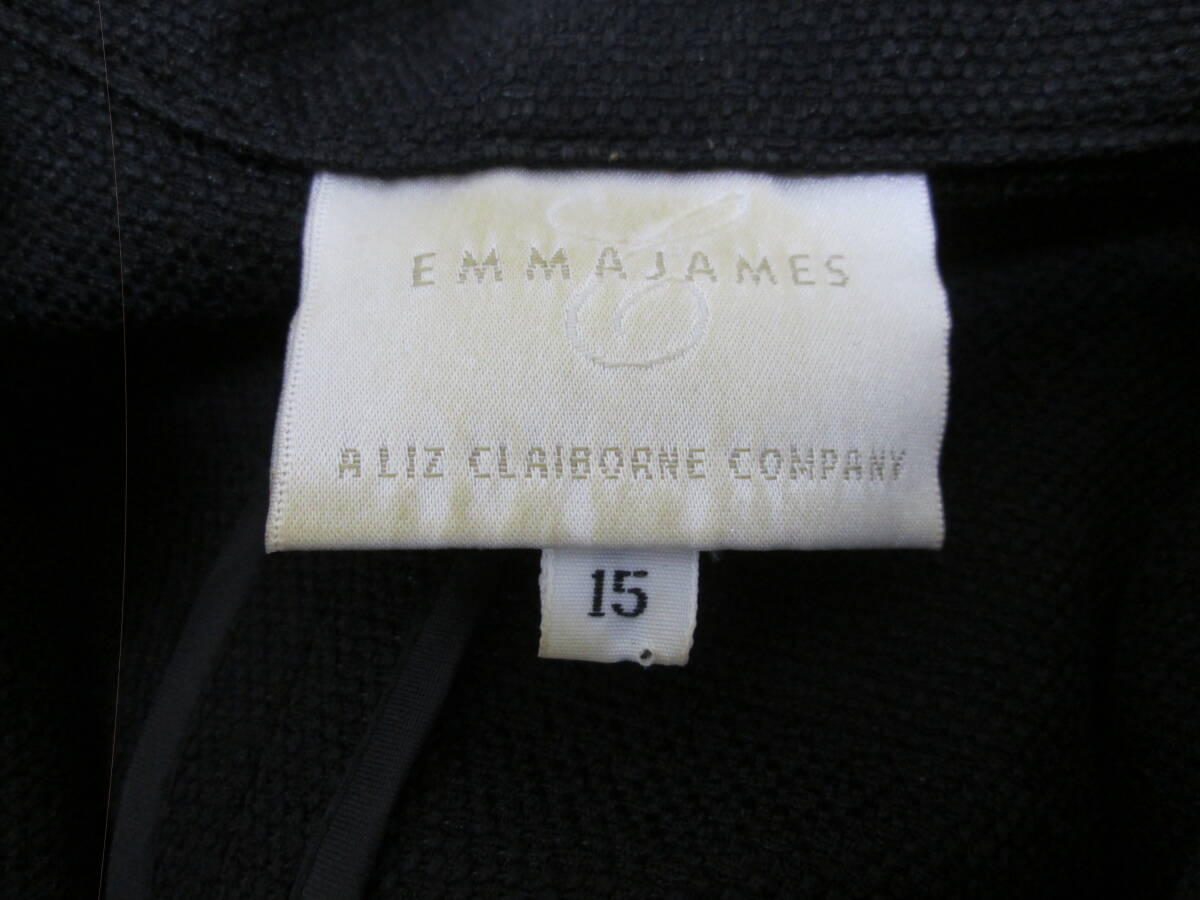 EMMAJAMES
A LIZ CLAIBORNE COMPANY
15